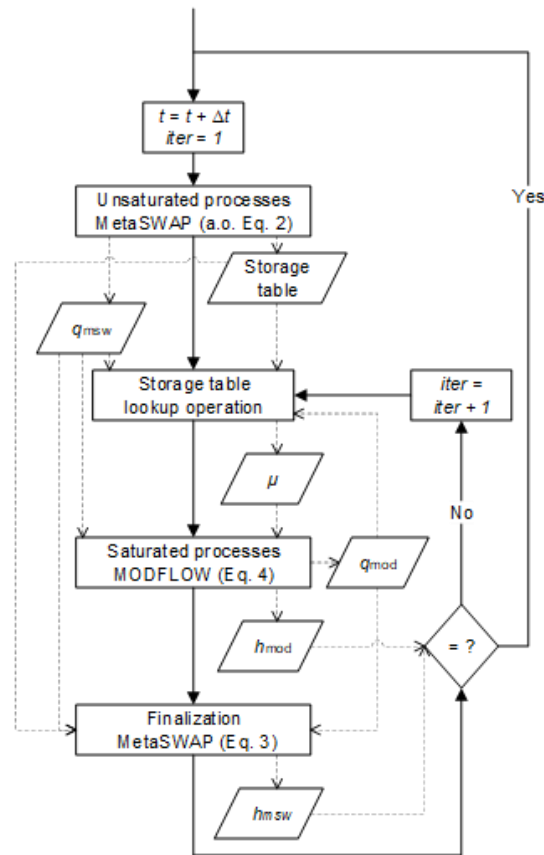 t = t + Δt
iter = 1
Yes
Unsaturated processes
MetaSWAP (a.o. Eq. 2)
Storage
table
qmsw
Storage table
lookup operation
iter =
iter + 1
μ
No
Saturated processes
MODFLOW (Eq. 4)
qmod
hmod
= ?
Finalization
MetaSWAP (Eq. 3)
hmsw